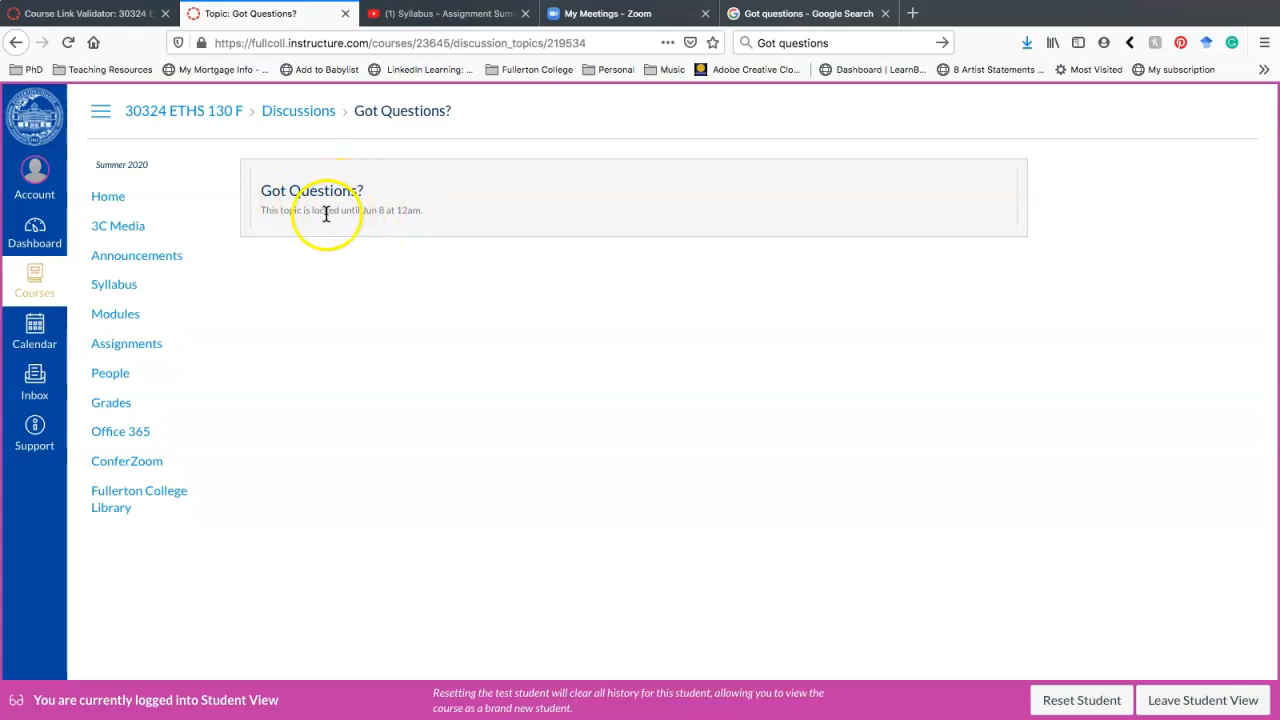 Course Link Validator: 30324 E
Topic: Got Questions?
(1) Syllabus - Assignment Sum
My Meetings - Zoom
Got questions - Google Search
https://fullcoll.instructure.com/courses/23645/discussion_topics/219534
Got questions
PhD
Teaching Resources
My Mortgage Info - ...
Add to Babylist
LinkedIn Learning: ...
Fullerton College
Personal
Music
Adobe Creative Clo...
Dashboard | LearnB...
8 Artist Statements ...
Most Visited
My subscription
30324 ETHS 130 F > Discussions > Got Questions?
Summer 2020
Account
Dashboard
Courses
Calendar
Inbox
Support
Home
3C Media
Announcements
Syllabus
Modules
Assignments
People
Grades
Office 365
ConferZoom
Fullerton College
Library
Got Questions?
This topic is locked until Jun 8 at 12am.
You are currently logged into Student View
Resetting the test student will clear all history for this student, allowing you to view the
course as a brand new student.
Reset Student
Leave Student View